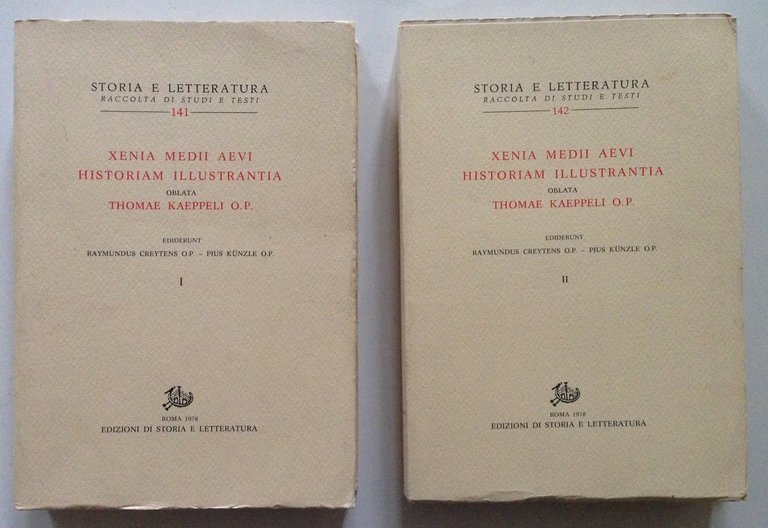 STORIA E LETTERATURA
RACCOLTA DI STUDI E TESTI
141
XENIA MEDII AEVI
HISTORIAM ILLUSTRANTIA
OBLATA
THOMAE KAEPPELI O.P.
EDIDERUNT
RAYMUNDUS CREYTENS O.P. – PIUS KÜNZLE O.P.
I
ROMA 1978
EDIZIONI DI STORIA E LETTERATURA
STORIA E LETTERATURA
RACCOLTA DI STUDI E TESTI
142
XENIA MEDII AEVI
HISTORIAM ILLUSTRANTIA
OBLATA
THOMAE KAEPPELI O.P.
EDIDERUNT
RAYMUNDUS CREYTENS O.P. – PIUS KÜNZLE O.P.
II
ROMA 1978
EDIZIONI DI STORIA E LETTERATURA